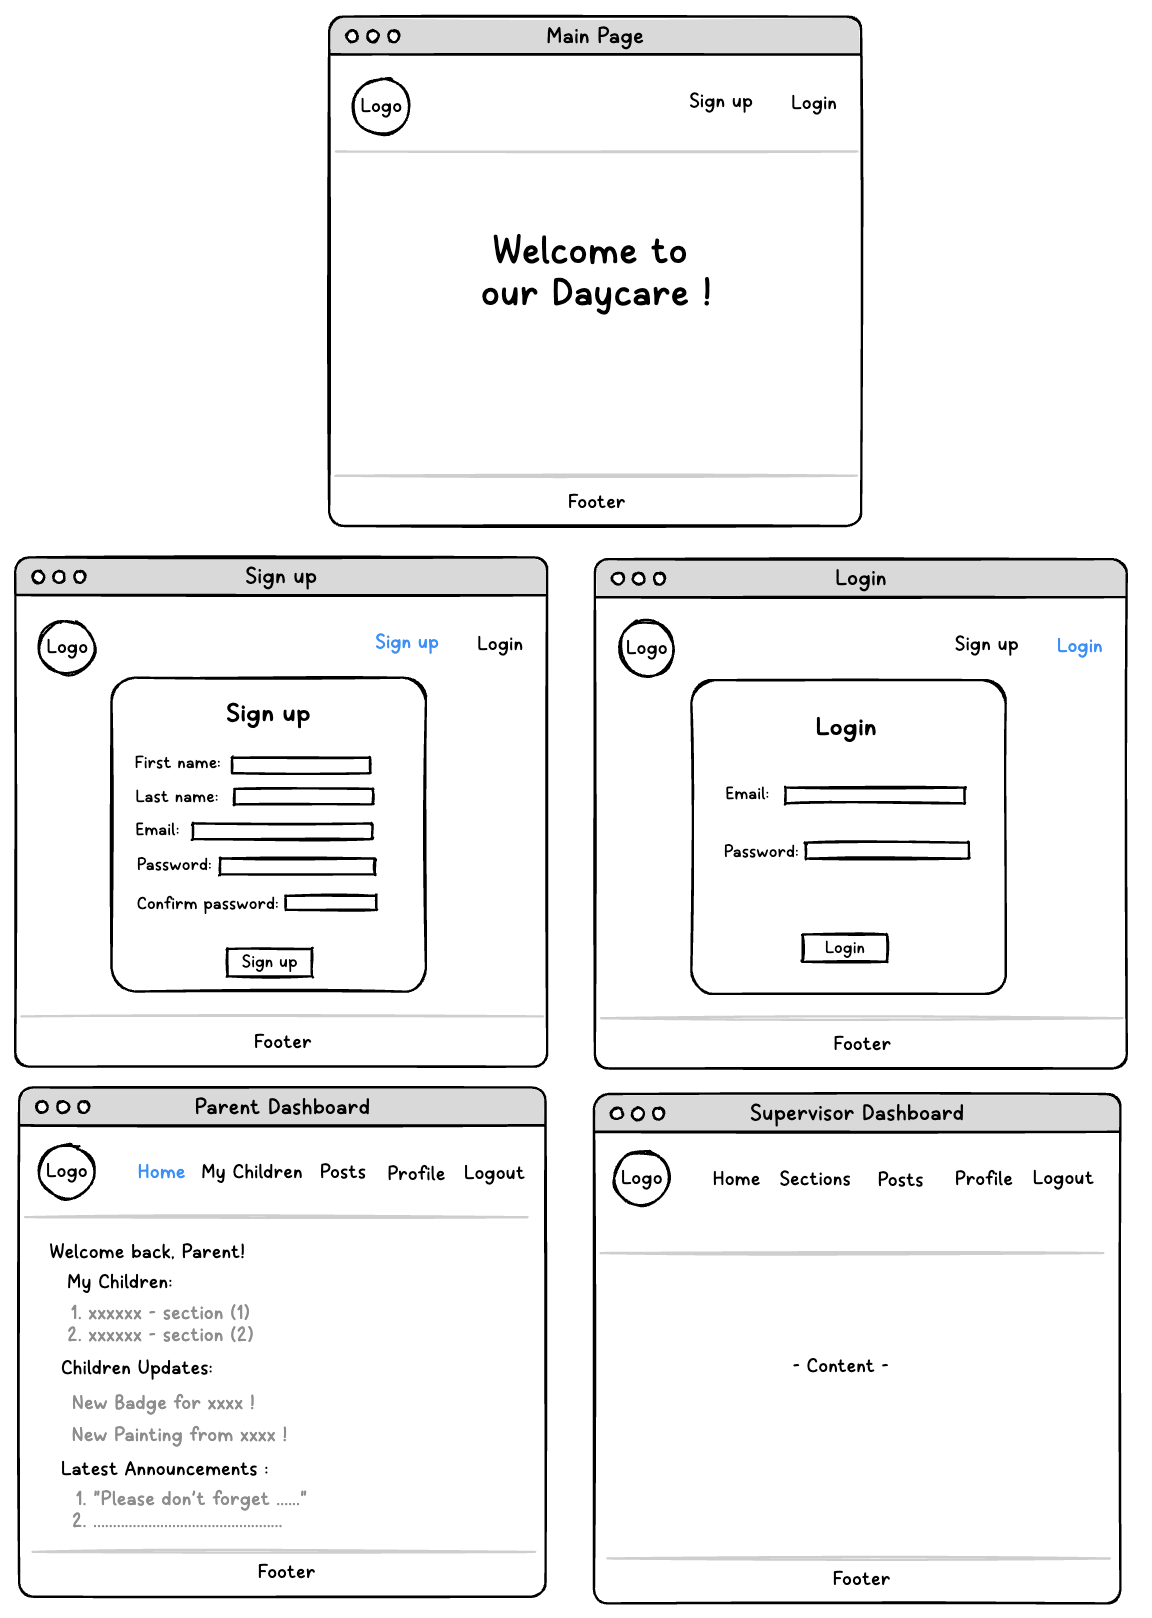 Main Page
Logo
Sign up Login
Welcome to
our Daycare !
Footer
Sign up
Logo
Sign up Login
Sign up
First name:
Last name:
Email:
Password:
Confirm password:
Sign up
Footer
Login
Logo
Sign up Login
Login
Email:
Password:
Login
Footer
Parent Dashboard
Logo
Home My Children Posts Profile Logout
Welcome back, Parent!
My Children:
1. xxxxxx - section (1)
2. xxxxxx - section (2)
Children Updates:
New Badge for xxxx !
New Painting from xxxx !
Latest Announcements :
1. "Please don't forget ......"
2. ................................................
Footer
Supervisor Dashboard
Logo
Home Sections Posts Profile Logout
- Content -
Footer